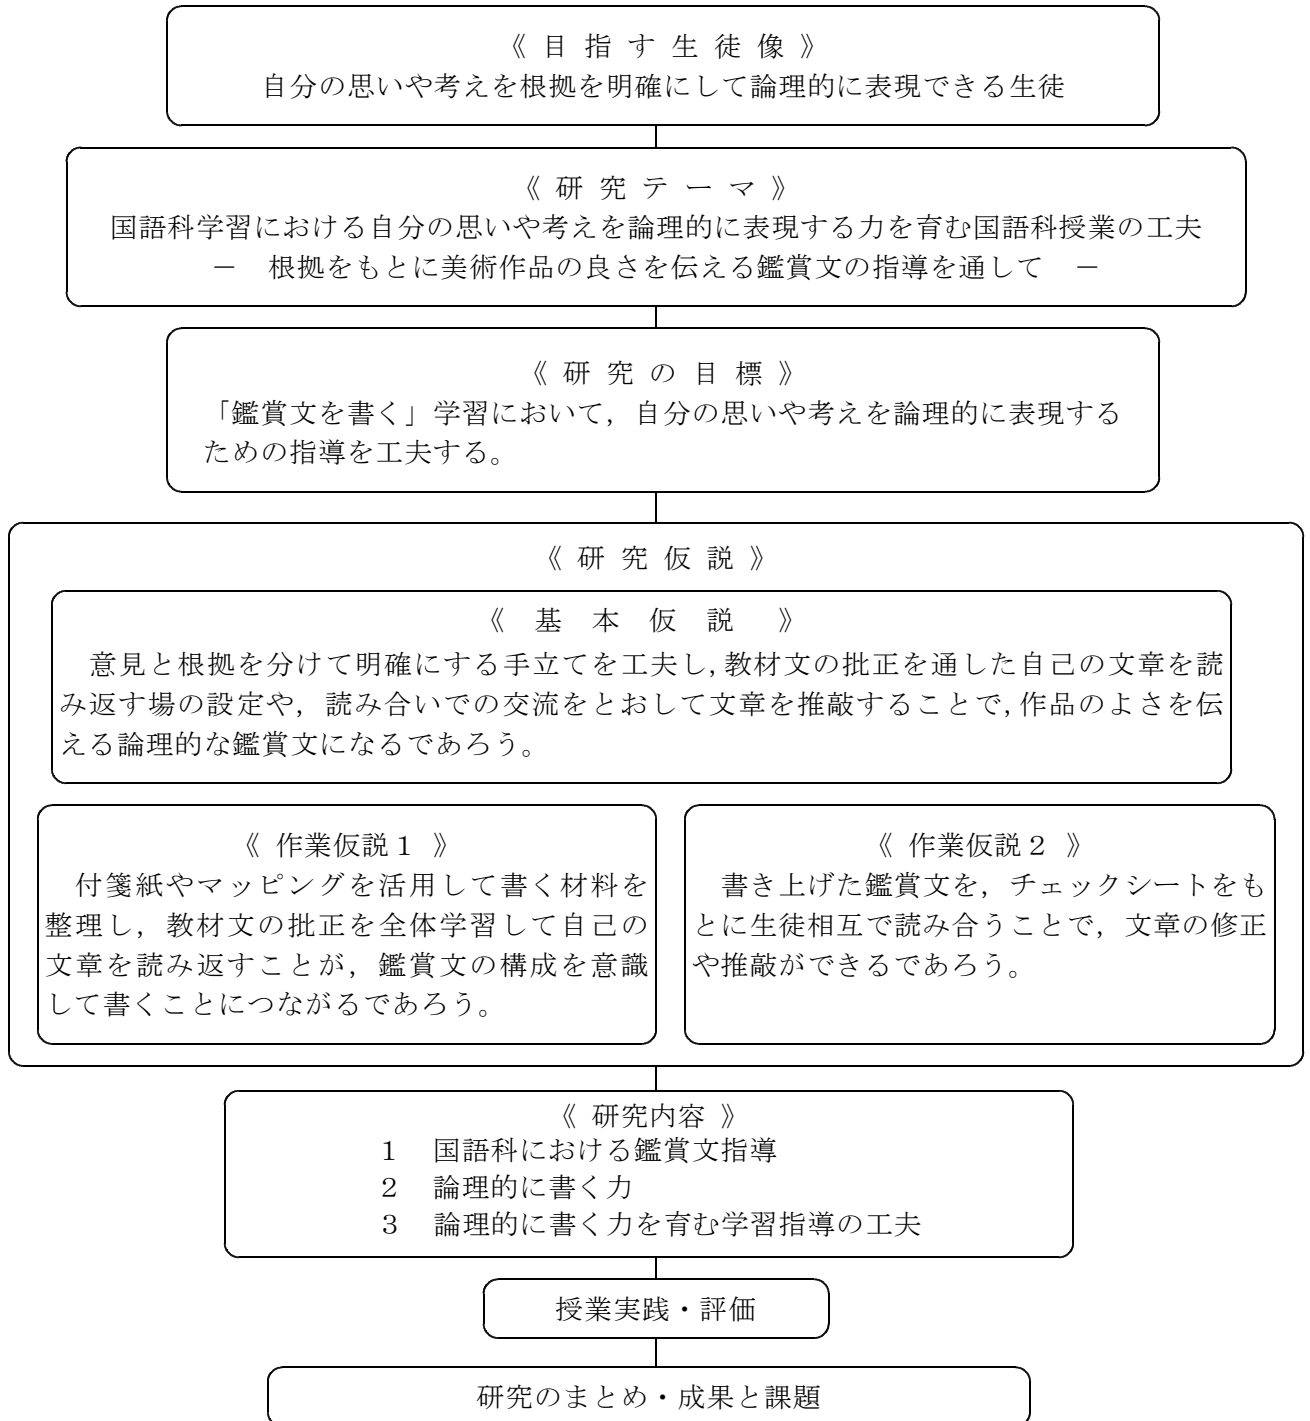 《 目 指 す 生 徒 像 》
自分の思いや考えを根拠を明確にして論理的に表現できる生徒
《 研 究 テ ー マ 》
国語科学習における自分の思いや考えを論理的に表現する力を育む国語科授業の工夫
－　根拠をもとに美術作品の良さを伝える鑑賞文の指導を通して　－
《 研 究 の 目 標 》
「鑑賞文を書く」学習において，自分の思いや考えを論理的に表現する
ための指導を工夫する。
《 研 究 仮 説 》
《　基　本　仮　説　》
意見と根拠を分けて明確にする手立てを工夫し，教材文の批正を通した自己の文章を読
み返す場の設定や，読み合いでの交流をとおして文章を推敲することで，作品のよさを伝
える論理的な鑑賞文になるであろう。
《 作業仮説１ 》
付箋紙やマッピングを活用して書く材料を
整理し，教材文の批正を全体学習して自己の
文章を読み返すことが，鑑賞文の構成を意識
して書くことにつながるであろう。
《 作業仮説２ 》
書き上げた鑑賞文を，チェックシートをも
とに生徒相互で読み合うことで，文章の修正
や推敲ができるであろう。
《 研究内容 》
１　国語科における鑑賞文指導
２　論理的に書く力
３　論理的に書く力を育む学習指導の工夫
授業実践・評価
研究のまとめ・成果と課題